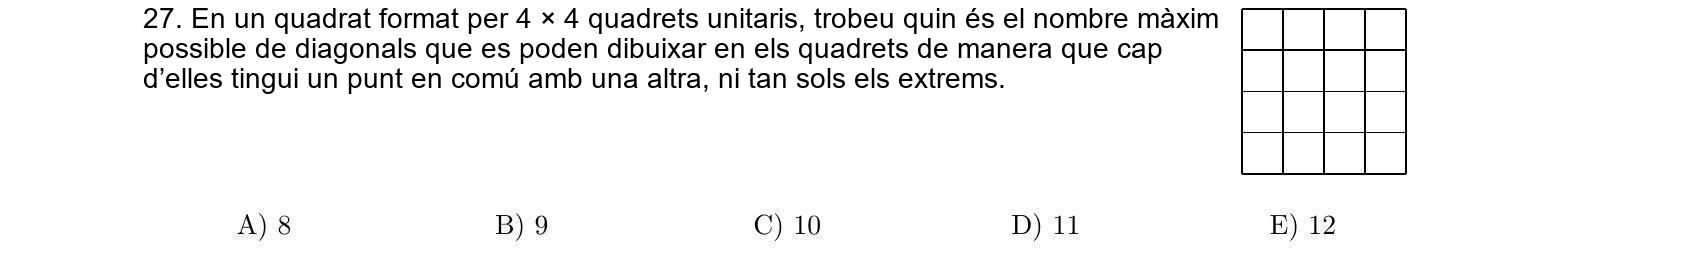 27. En un quadrat format per 4 × 4 quadrets unitaris, trobeu quin és el nombre màxim
possible de diagonals que es poden dibuixar en els quadrets de manera que cap
d’elles tingui un punt en comú amb una altra, ni tan sols els extrems.
A) 8 B) 9 C) 10 D) 11 E) 12